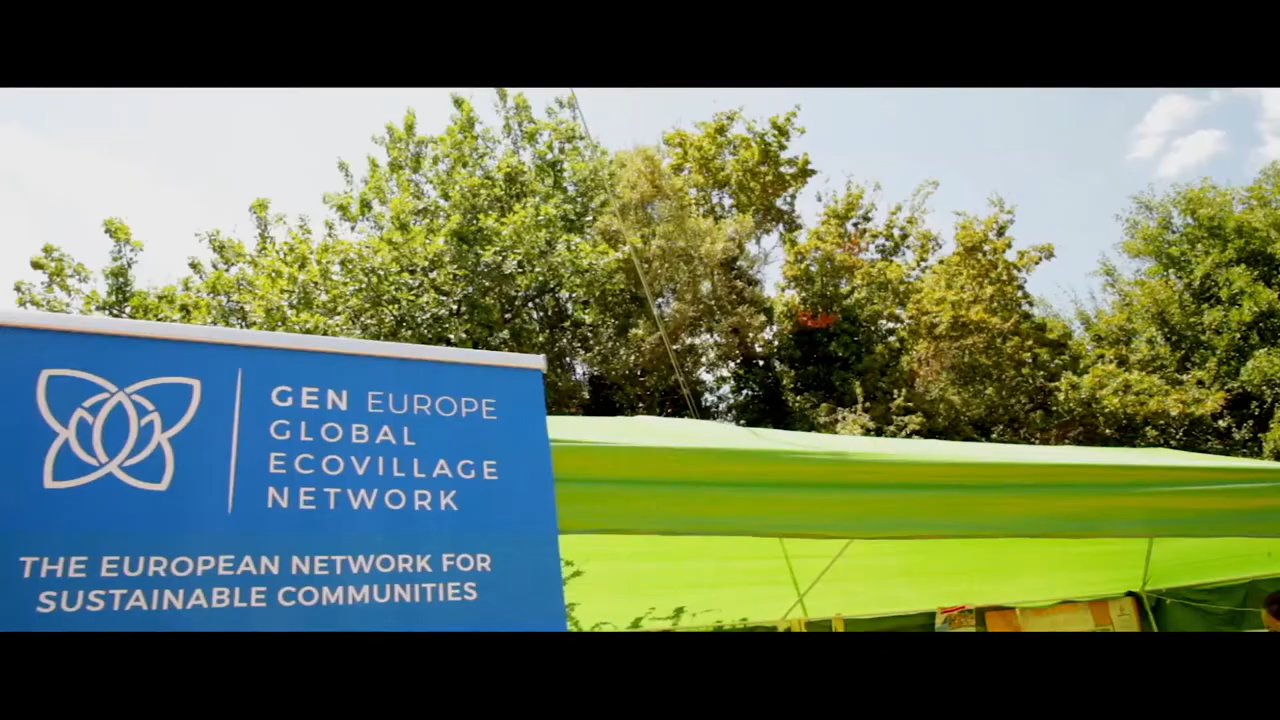 GEN EUROPE
GLOBAL
ECOVILLAGE
NETWORK
THE EUROPEAN NETWORK FOR
SUSTAINABLE COMMUNITIES